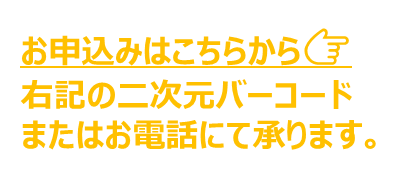 お申込みはこちらから
右記の二次元バーコード
またはお電話にて承ります。